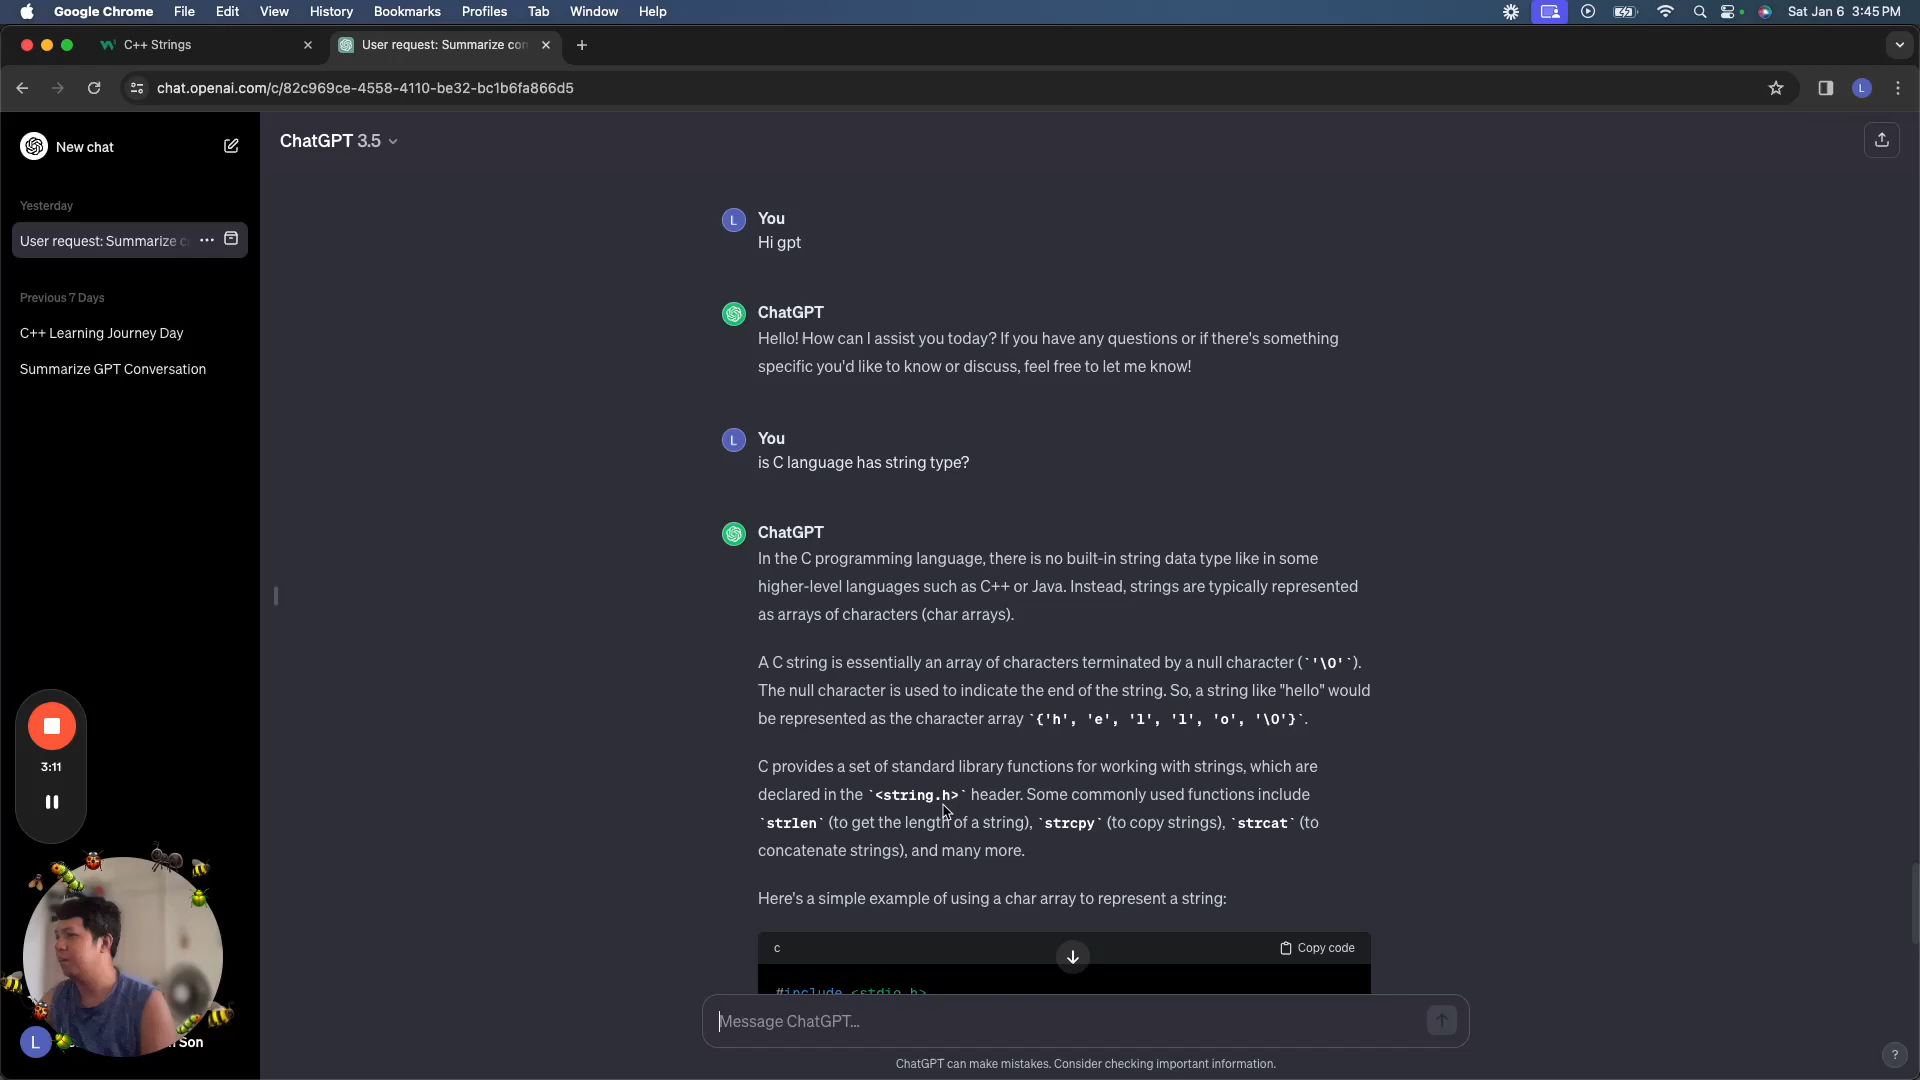 Google Chrome File Edit View History Bookmarks Profiles Tab Window Help Sat Jan 6 3:45 PM
C++ Strings User request: Summarize con
chat.openai.com/c/82c969ce-4558-4110-be32-bc1b6fa866d5 L
New chat
ChatGPT 3.5
Yesterday
User request: Summarize c
Previous 7 Days
C++ Learning Journey Day
Summarize GPT Conversation
L You
Hi gpt
ChatGPT
Hello! How can I assist you today? If you have any questions or if there's something
specific you'd like to know or discuss, feel free to let me know!
L You
is C language has string type?
ChatGPT
In the C programming language, there is no built-in string data type like in some
higher-level languages such as C++ or Java. Instead, strings are typically represented
as arrays of characters (char arrays).
A C string is essentially an array of characters terminated by a null character (`'\0'`).
The null character is used to indicate the end of the string. So, a string like "hello" would
be represented as the character array `{'h', 'e', 'l', 'l', 'o', '\0'}`.
C provides a set of standard library functions for working with strings, which are
declared in the `<string.h>` header. Some commonly used functions include
`strlen` (to get the length of a string), `strcpy` (to copy strings), `strcat` (to
concatenate strings), and many more.
Here's a simple example of using a char array to represent a string:
c Copy code
#include <stdio.h>
Message ChatGPT...
ChatGPT can make mistakes. Consider checking important information.
?
3:11
L Son